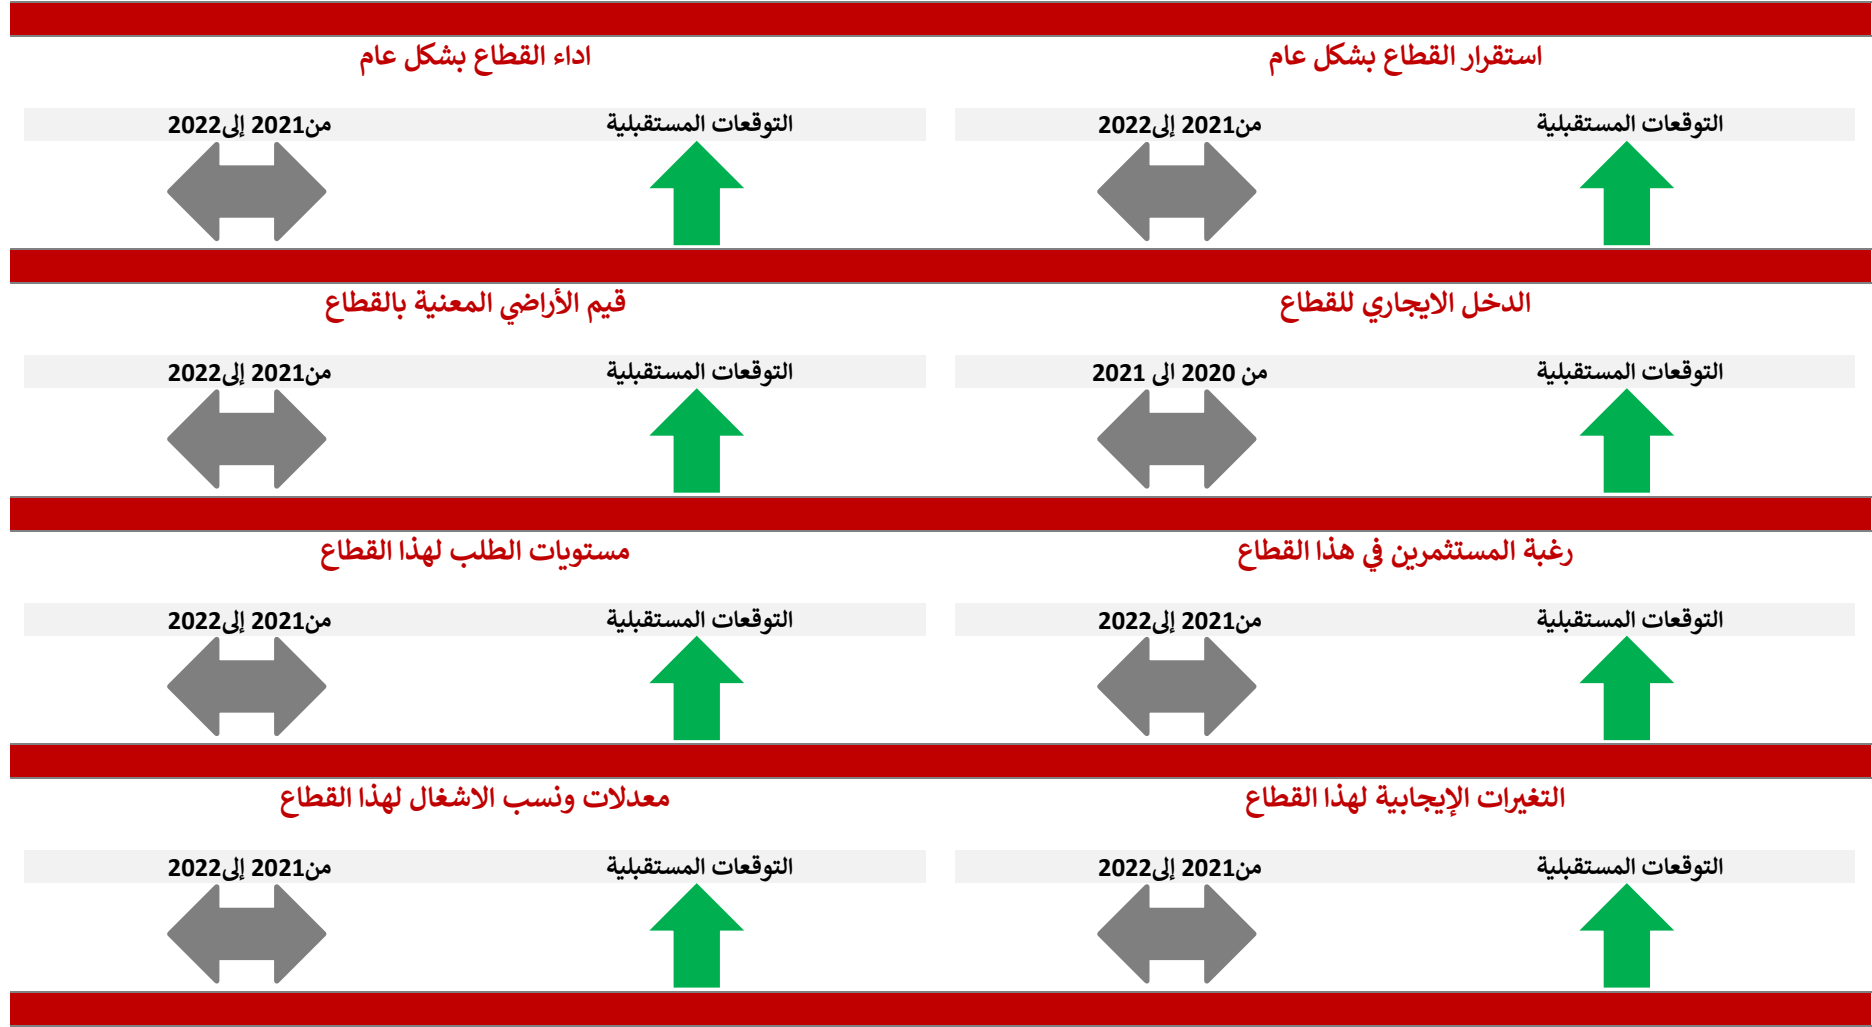 استقرار القطاع بشكل عام
اداء القطاع بشكل عام
التوقعات المستقبلية
من2021 إلى2022
التوقعات المستقبلية
من2021 إلى2022
الدخل الايجاري للقطاع
قيم الأراضي المعنية بالقطاع
التوقعات المستقبلية
من 2020 الى 2021
التوقعات المستقبلية
من2021 إلى2022
رغبة المستثمرين في هذا القطاع
مستويات الطلب لهذا القطاع
التوقعات المستقبلية
من2021 إلى2022
التوقعات المستقبلية
من2021 إلى2022
التغيرات الإيجابية لهذا القطاع
معدلات ونسب الاشغال لهذا القطاع
التوقعات المستقبلية
من2021 إلى2022
التوقعات المستقبلية
من2021 إلى2022